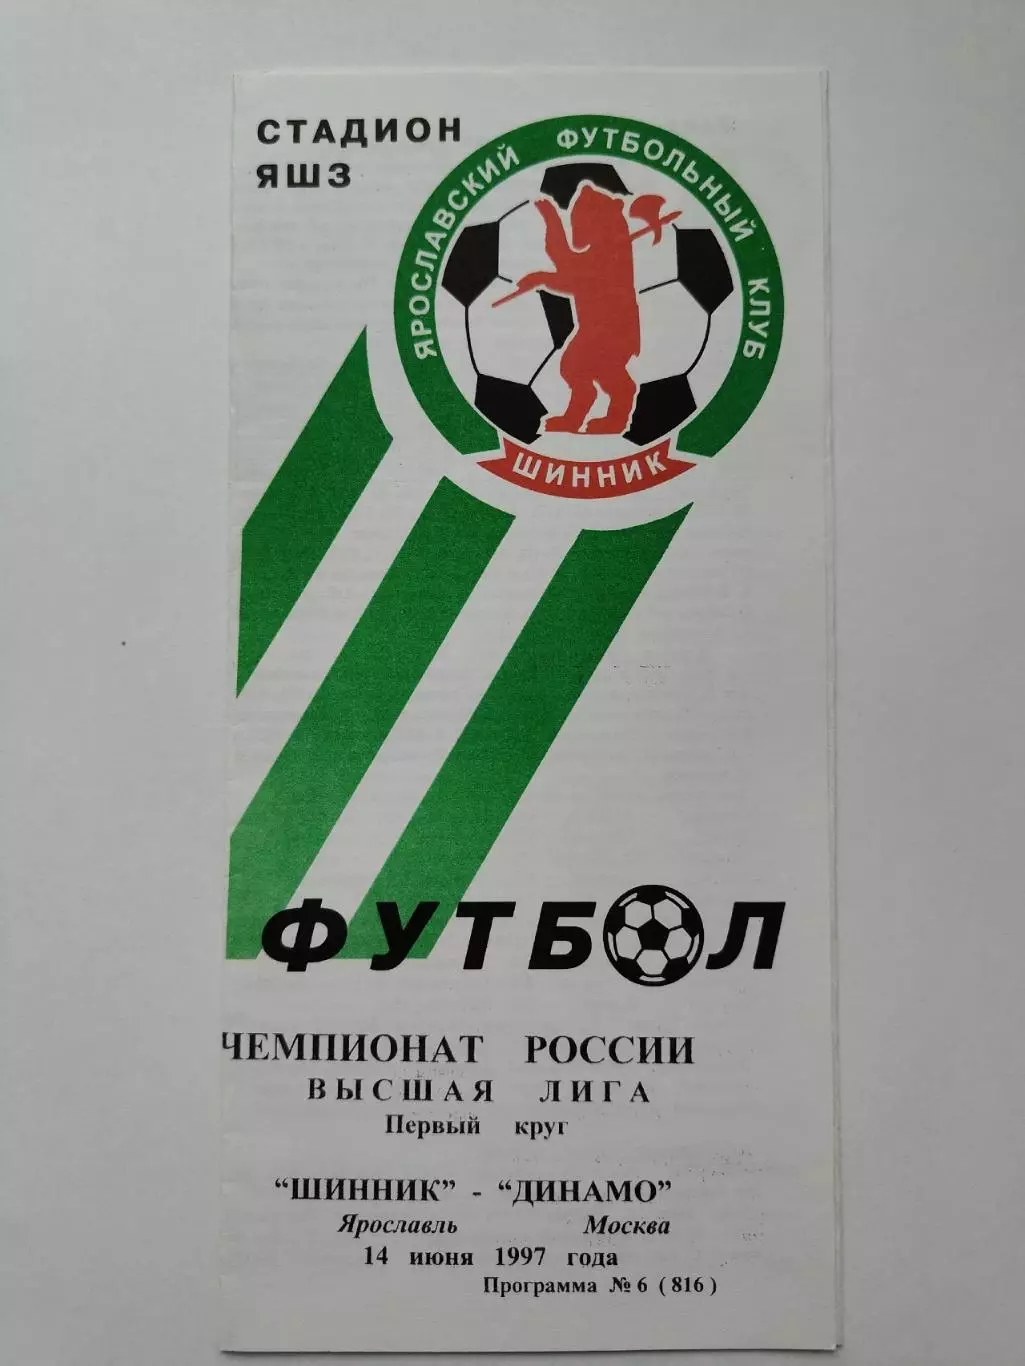 СТАДИОН
ЯШЗ
ЯРОСЛАВСКИЙ ФУТБОЛЬНЫЙ КЛУБ
ШИННИК
ФУТБОЛ
ЧЕМПИОНАТ РОССИИ
ВЫСШАЯ ЛИГА
Первый круг
"ШИННИК" - "ДИНАМО"
Ярославль Москва
14 июня 1997 года
Программа № 6 ( 816 )